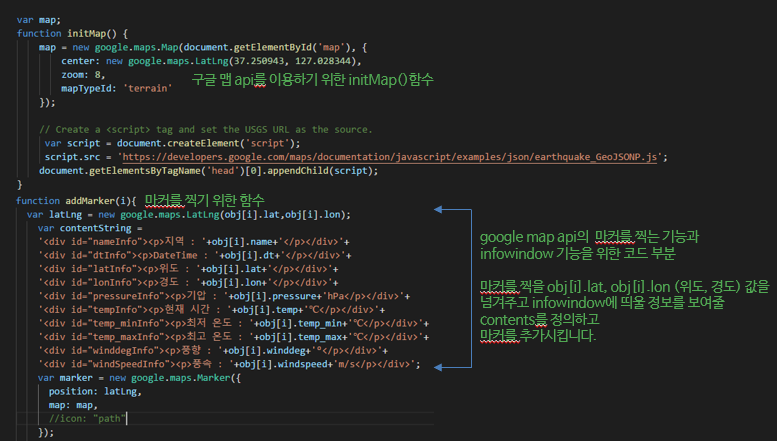 var map;
function initMap() {
map = new google.maps.Map(document.getElementById('map'), {
center: new google.maps.LatLng(37.250943, 127.028344),
zoom: 8,
mapTypeId: 'terrain'
구글 맵 api를 이용하기 위한 initMap()함수
});
// Create a <script> tag and set the USGS URL as the source.
var script = document.createElement('script');
script.src = 'https://developers.google.com/maps/documentation/javascript/examples/json/earthquake_GeoJSONP.js';
document.getElementsByTagName('head')[0].appendChild(script);
}
function addMarker(i){ 마커를 찍기 위한 함수
var latLng = new google.maps.LatLng(obj[i].lat,obj[i].lon);
var contentString =
'<div id="nameInfo"><p>지역 : '+obj[i].name+'</p></div>'+
'<div id="dtInfo"><p>DateTime : '+obj[i].dt+'</p></div>'+
'<div id="latInfo"><p>위도 : '+obj[i].lat+'</p></div>'+
'<div id="lonInfo"><p>경도 : '+obj[i].lon+'</p></div>'+
'<div id="pressureInfo"><p>기압 : '+obj[i].pressure+'hPa</p></div>'+
'<div id="tempInfo"><p>현재 시간 : '+obj[i].temp+'℃</p></div>'+
'<div id="temp_minInfo"><p>최저 온도 : '+obj[i].temp_min+'℃</p></div>'+
'<div id="temp_maxInfo"><p>최고 온도 : '+obj[i].temp_max+'℃</p></div>'+
'<div id="winddegInfo"><p>풍향 : '+obj[i].winddeg+'º</p></div>'+
'<div id="windSpeedInfo"><p>풍속 : '+obj[i].windspeed+'m/s</p></div>';
var marker = new google.maps.Marker({
position: latLng,
map: map,
//icon: "path"
});
google map api의 마커를 찍는 기능과
infowindow 기능을 위한 코드 부분
마커를 찍을 obj[i].lat, obj[i].lon (위도, 경도) 값을
넘겨주고 infowindow에 띄울 정보를 보여줄
contents를 정의하고
마커를 추가시킵니다.